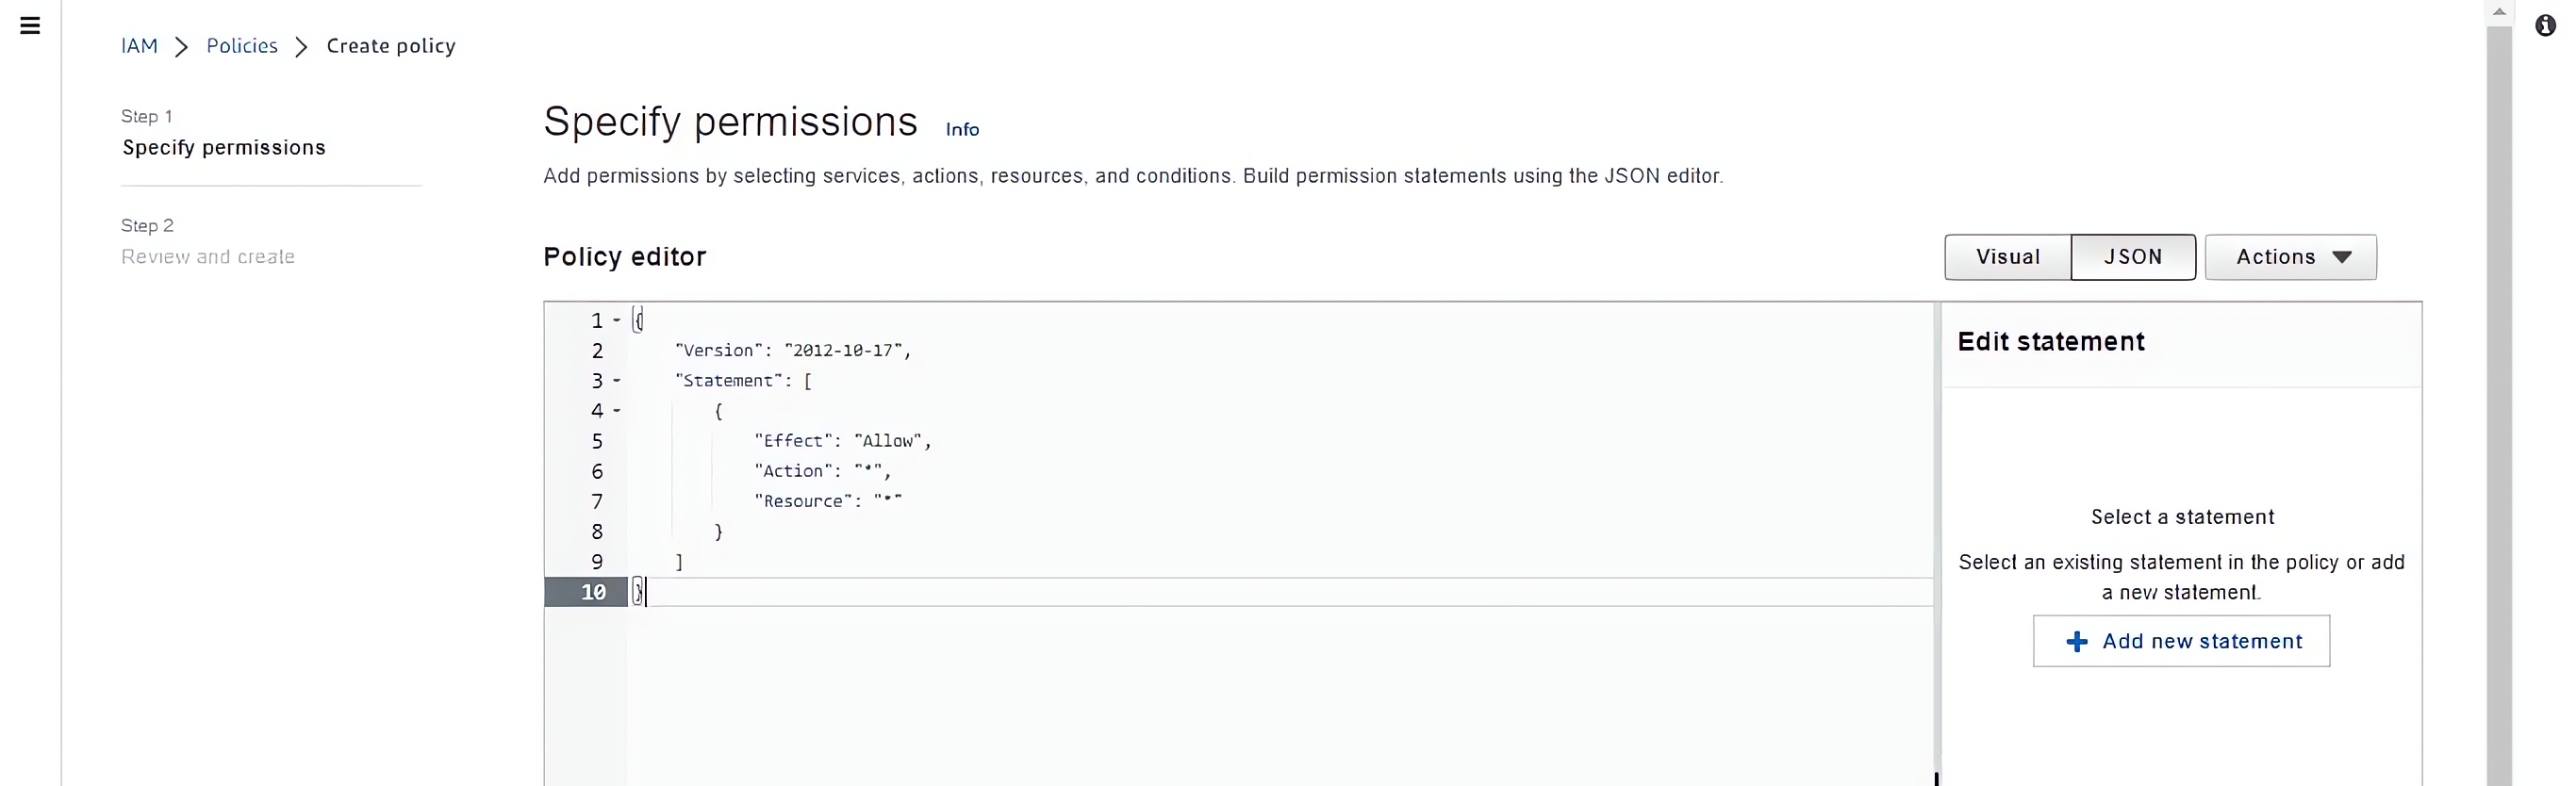 IAM > Policies > Create policy
Step 1
Specify permissions
Step 2
Review and create
Specify permissions Info
Add permissions by selecting services, actions, resources, and conditions. Build permission statements using the JSON editor.
Policy editor
Visual JSON Actions
1 {
2 "Version": "2012-10-17",
3 "Statement": [
4 {
5 "Effect": "Allow",
6 "Action": "*",
7 "Resource": "*"
8 }
9 ]
10 }
Edit statement
Select a statement
Select an existing statement in the policy or add
a new statement.
+ Add new statement